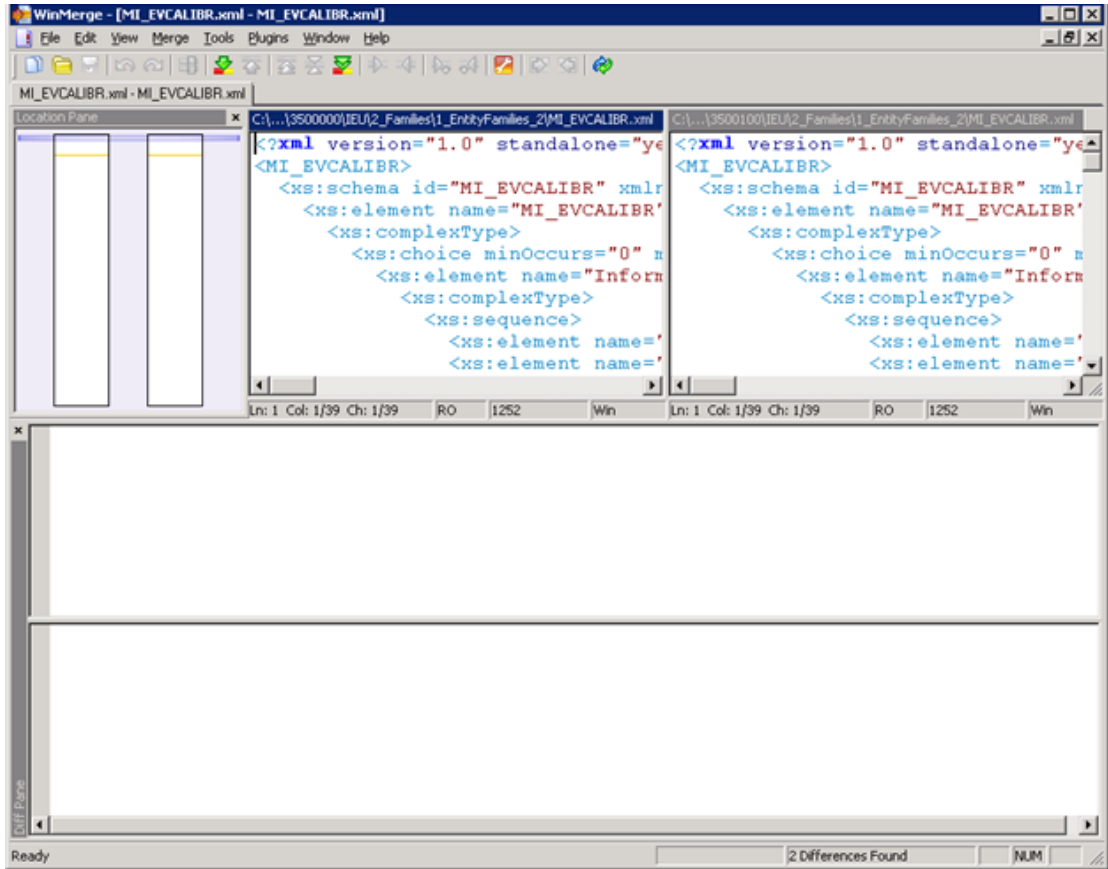 WinMerge - [MI_EVCALIBR.xml - MI_EVCALIBR.xml]
File Edit View Merge Tools Plugins Window Help
MI_EVCALIBR.xml - MI_EVCALIBR.xml
Location Pane
C:\...\3500000\IEU\2_Families\1_EntityFamilies_2\MI_EVCALIBR.xml
<?xml version="1.0" standalone="ye
<MI_EVCALIBR>
<xs:schema id="MI_EVCALIBR" xmlr
<xs:element name="MI_EVCALIBR"
<xs:complexType>
<xs:choice minOccurs="0" m
<xs:element name="Inform
<xs:complexType>
<xs:sequence>
<xs:element name="
<xs:element name="
Ln: 1 Col: 1/39 Ch: 1/39 RO 1252 Win
C:\...\3500100\IEU\2_Families\1_EntityFamilies_2\MI_EVCALIBR.xml
<?xml version="1.0" standalone="ye
<MI_EVCALIBR>
<xs:schema id="MI_EVCALIBR" xmlr
<xs:element name="MI_EVCALIBR"
<xs:complexType>
<xs:choice minOccurs="0" m
<xs:element name="Inform
<xs:complexType>
<xs:sequence>
<xs:element name="
<xs:element name="
Ln: 1 Col: 1/39 Ch: 1/39 RO 1252 Win
Diff Pane
Ready 2 Differences Found NUM